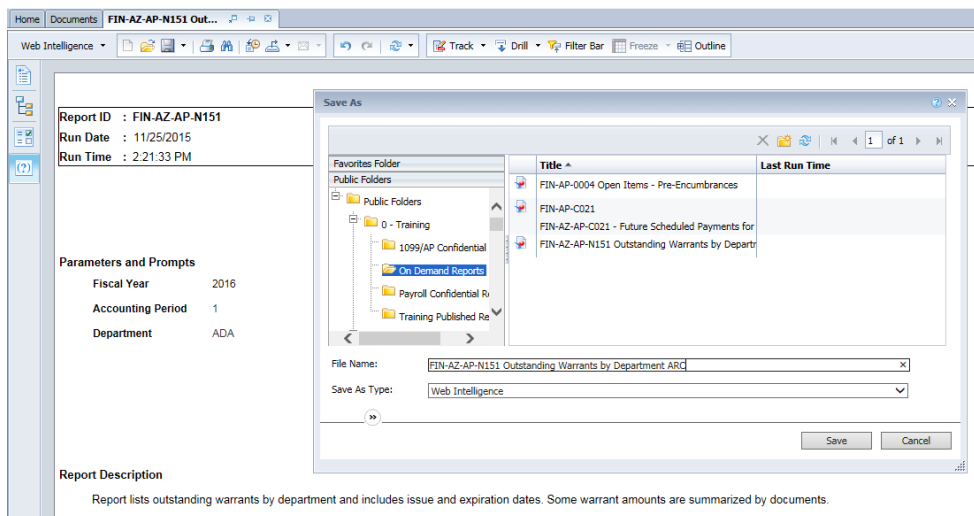 Home Documents FIN-AZ-AP-N151 Out...
Web Intelligence Track Drill Filter Bar Freeze Outline
Report ID : FIN-AZ-AP-N151
Run Date : 11/25/2015
Run Time : 2:21:33 PM
Save As
1 of 1
Favorites Folder
Public Folders
Public Folders
0 - Training
1099/AP Confidential
On Demand Reports
Payroll Confidential Re
Training Published Re
Title Last Run Time
FIN-AP-0004 Open Items - Pre-Encumbrances
FIN-AP-C021
FIN-AZ-AP-C021 - Future Scheduled Payments for
FIN-AZ-AP-N151 Outstanding Warrants by Departm
Parameters and Prompts
Fiscal Year 2016
Accounting Period 1
Department ADA
File Name: FIN-AZ-AP-N151 Outstanding Warrants by Department ARC
Save As Type: Web Intelligence
Save Cancel
Report Description
Report lists outstanding warrants by department and includes issue and expiration dates. Some warrant amounts are summarized by documents.